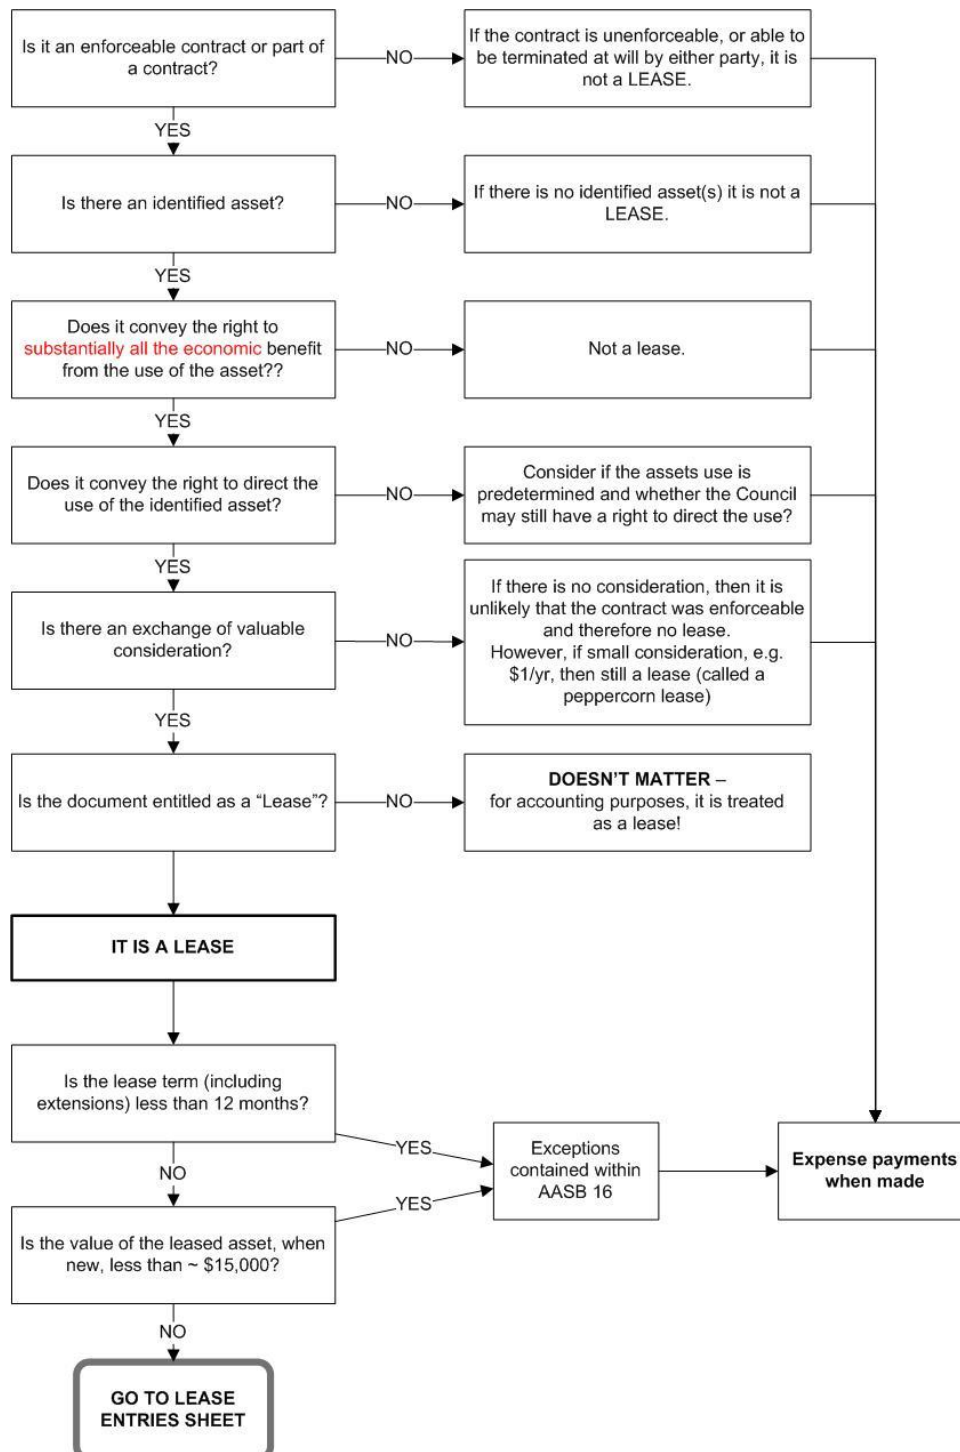 Is it an enforceable contract or part of
a contract?
NO
If the contract is unenforceable, or able to
be terminated at will by either party, it is
not a LEASE.
YES
Is there an identified asset?
NO
If there is no identified asset(s) it is not a
LEASE.
YES
Does it convey the right to
substantially all the economic benefit
from the use of the asset??
NO
Not a lease.
YES
Does it convey the right to direct the
use of the identified asset?
NO
Consider if the assets use is
predetermined and whether the Council
may still have a right to direct the use?
YES
Is there an exchange of valuable
consideration?
NO
If there is no consideration, then it is
unlikely that the contract was enforceable
and therefore no lease.
However, if small consideration, e.g.
$1/yr, then still a lease (called a
peppercorn lease)
YES
Is the document entitled as a “Lease”?
NO
DOESN’T MATTER –
for accounting purposes, it is treated
as a lease!
IT IS A LEASE
Is the lease term (including
extensions) less than 12 months?
YES
Exceptions
contained within
AASB 16
Expense payments
when made
NO
YES
Is the value of the leased asset, when
new, less than ~ $15,000?
NO
GO TO LEASE
ENTRIES SHEET